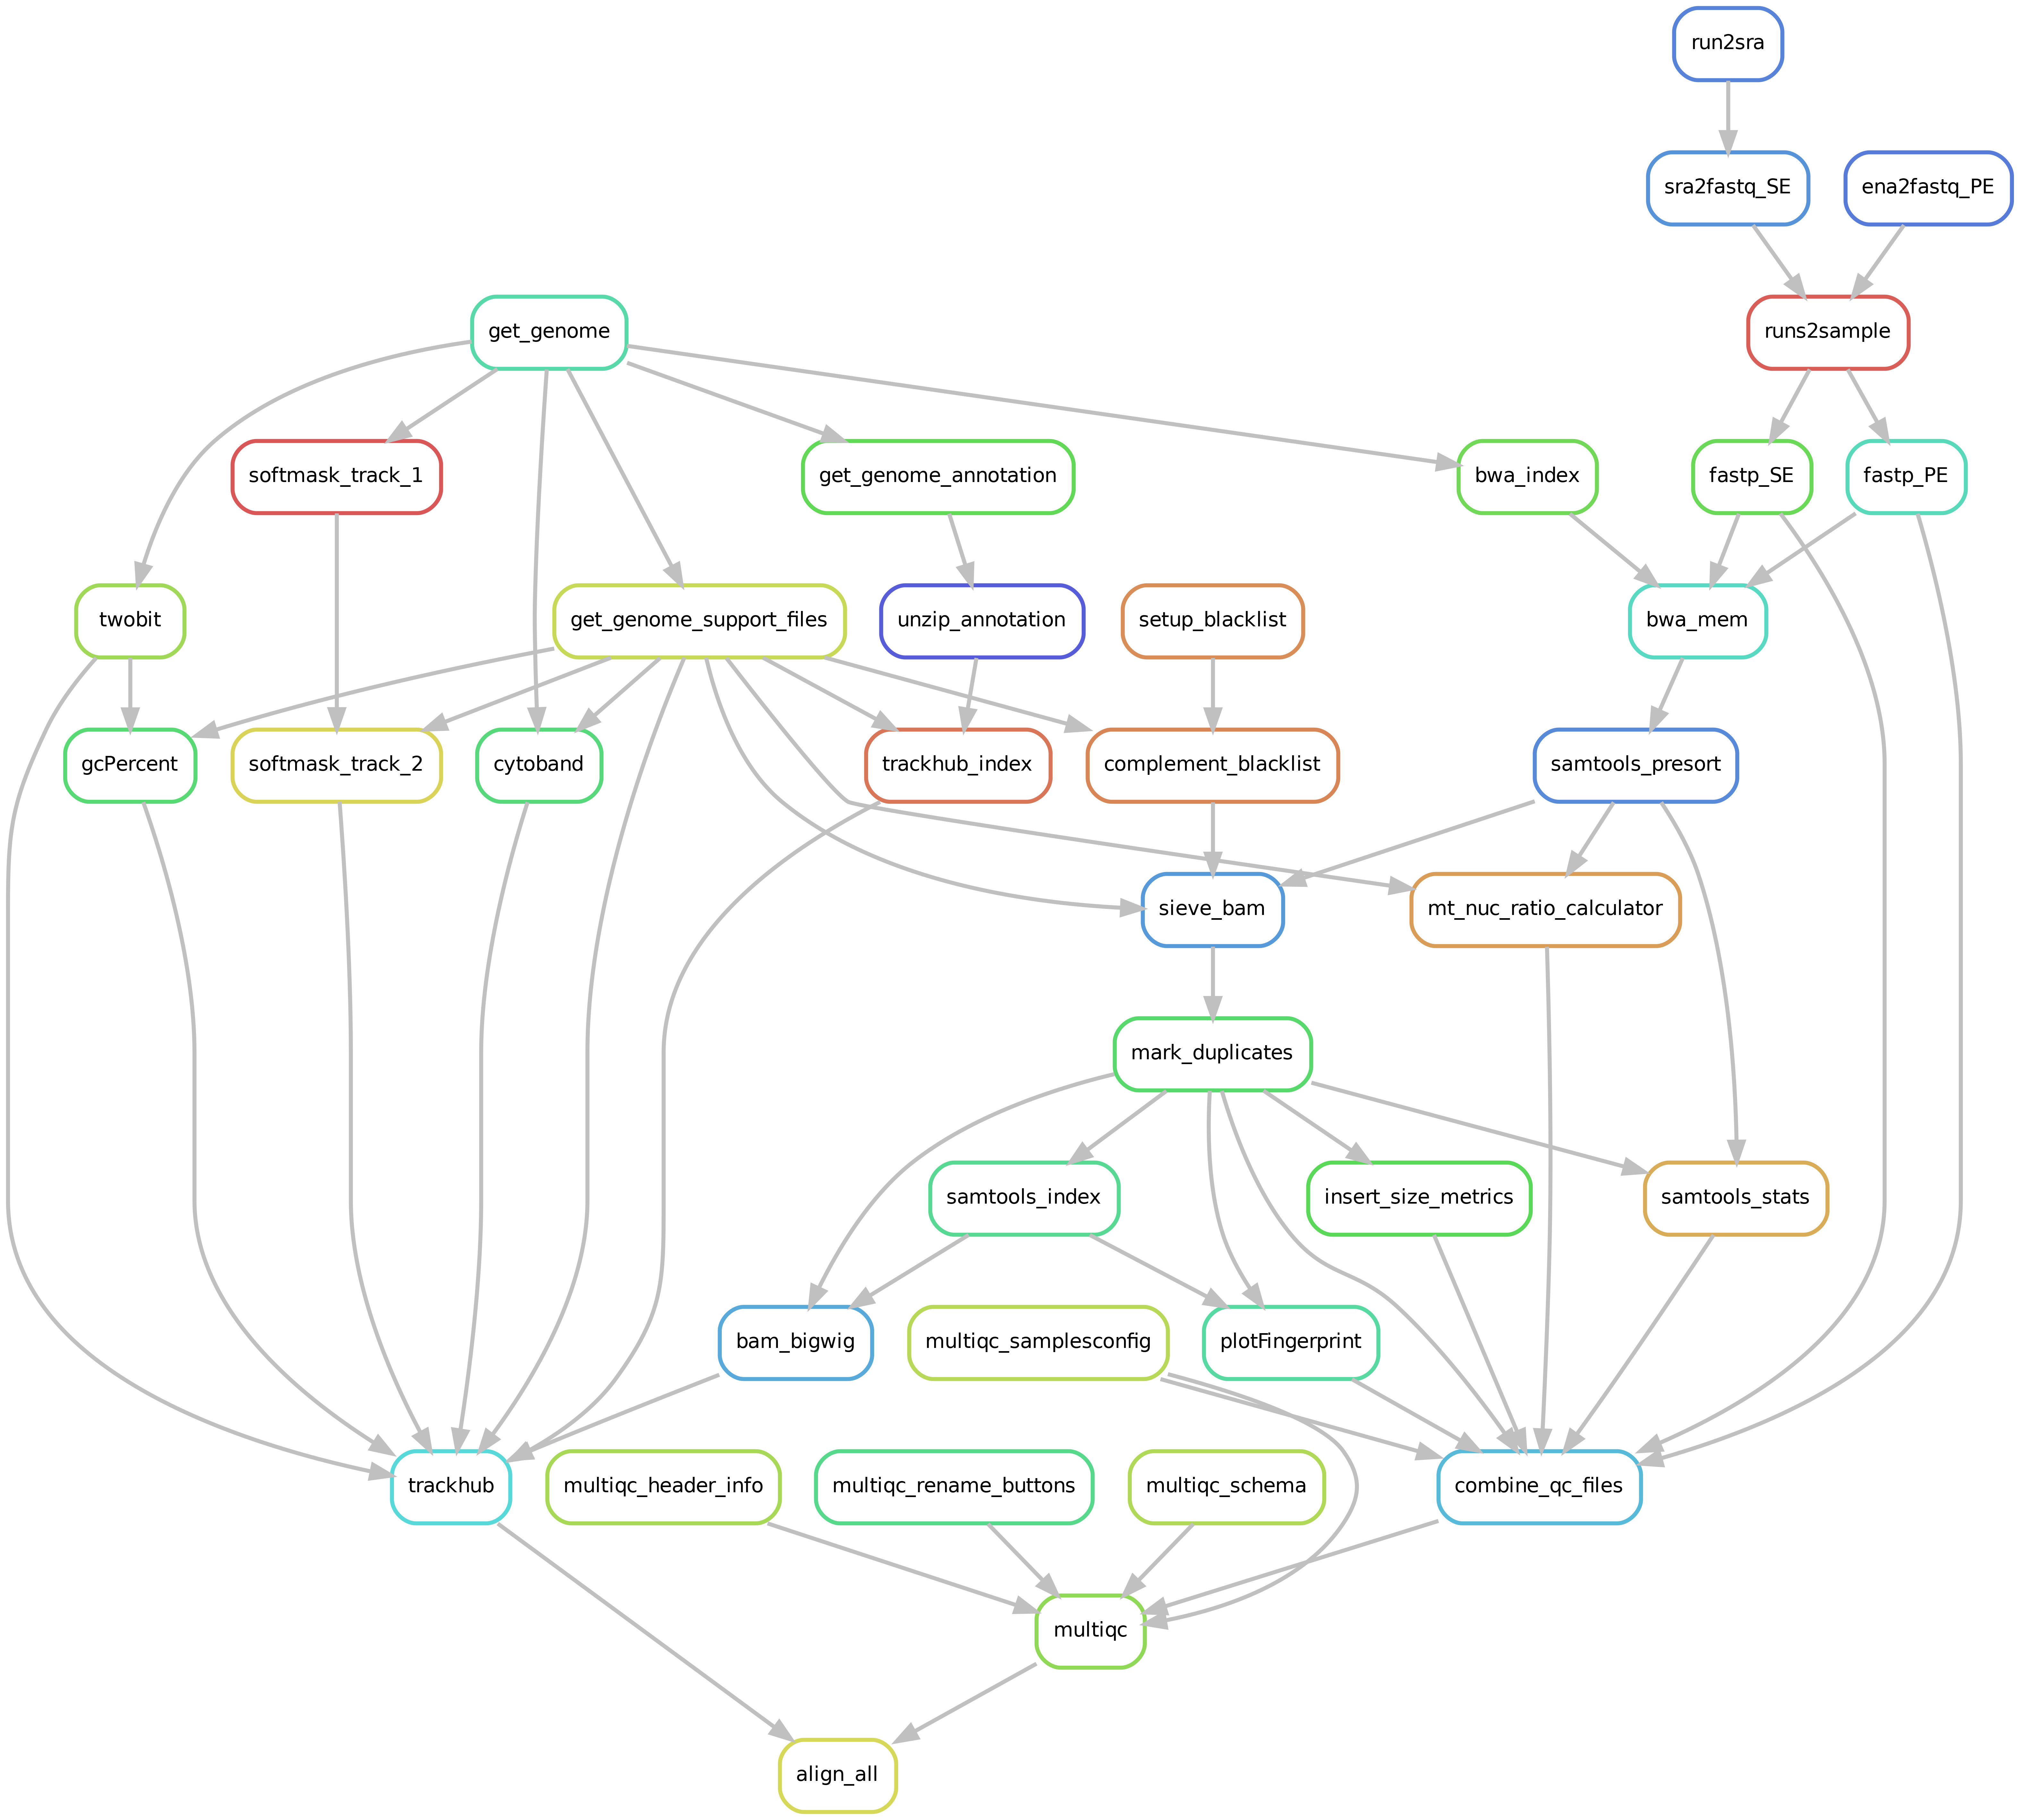 run2sra
sra2fastq_SE
ena2fastq_PE
get_genome
runs2sample
softmask_track_1
get_genome_annotation
bwa_index
fastp_SE
fastp_PE
twobit
get_genome_support_files
unzip_annotation
setup_blacklist
bwa_mem
gcPercent
softmask_track_2
cytoband
trackhub_index
complement_blacklist
samtools_presort
sieve_bam
mt_nuc_ratio_calculator
mark_duplicates
samtools_index
insert_size_metrics
samtools_stats
bam_bigwig
multiqc_samplesconfig
plotFingerprint
trackhub
multiqc_header_info
multiqc_rename_buttons
multiqc_schema
combine_qc_files
multiqc
align_all